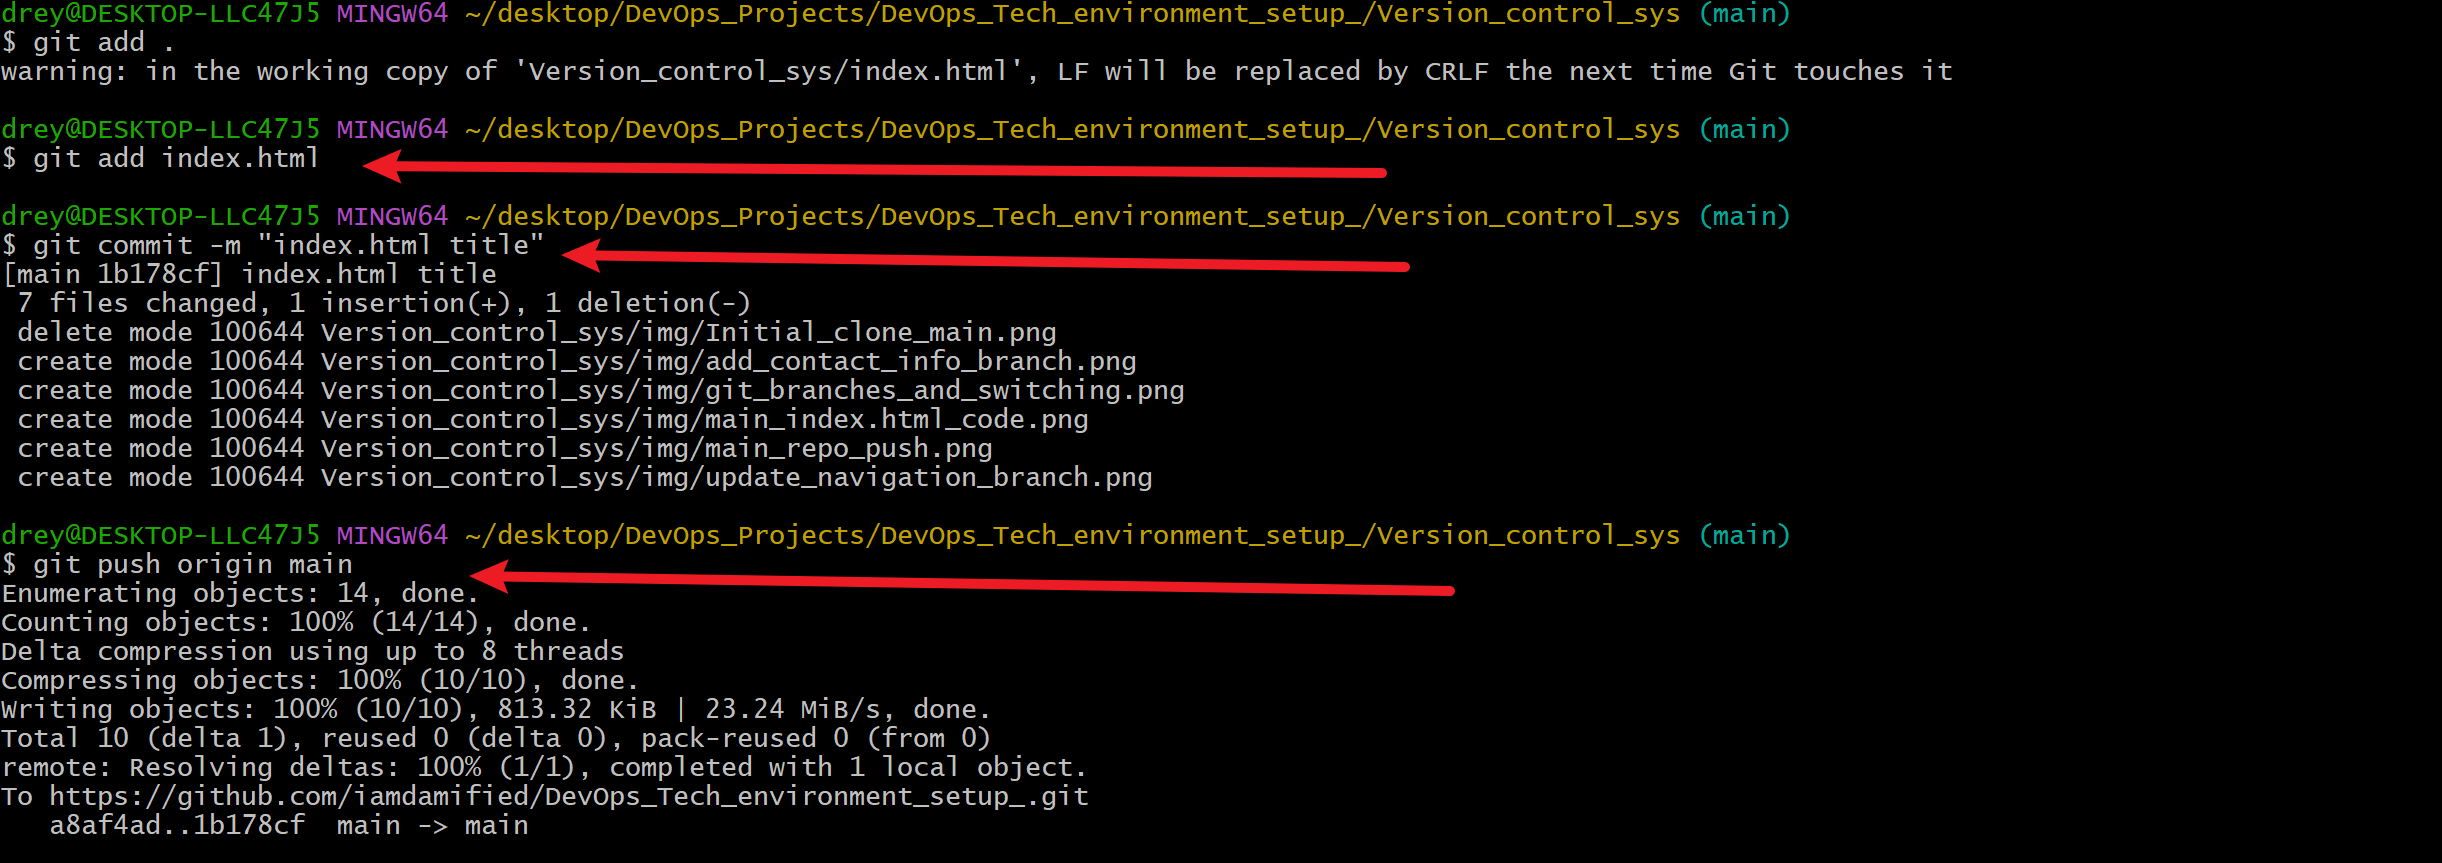 drey@DESKTOP-LLC47J5 MINGW64 ~/desktop/DevOps_Projects/DevOps_Tech_environment_setup_/Version_control_sys (main)
$ git add .
warning: in the working copy of 'Version_control_sys/index.html', LF will be replaced by CRLF the next time Git touches it
drey@DESKTOP-LLC47J5 MINGW64 ~/desktop/DevOps_Projects/DevOps_Tech_environment_setup_/Version_control_sys (main)
$ git add index.html
drey@DESKTOP-LLC47J5 MINGW64 ~/desktop/DevOps_Projects/DevOps_Tech_environment_setup_/Version_control_sys (main)
$ git commit -m "index.html title"
[main 1b178cf] index.html title
 7 files changed, 1 insertion(+), 1 deletion(-)
 delete mode 100644 Version_control_sys/img/Initial_clone_main.png
 create mode 100644 Version_control_sys/img/add_contact_info_branch.png
 create mode 100644 Version_control_sys/img/git_branches_and_switching.png
 create mode 100644 Version_control_sys/img/main_index.html_code.png
 create mode 100644 Version_control_sys/img/main_repo_push.png
 create mode 100644 Version_control_sys/img/update_navigation_branch.png
drey@DESKTOP-LLC47J5 MINGW64 ~/desktop/DevOps_Projects/DevOps_Tech_environment_setup_/Version_control_sys (main)
$ git push origin main
Enumerating objects: 14, done.
Counting objects: 100% (14/14), done.
Delta compression using up to 8 threads
Compressing objects: 100% (10/10), done.
Writing objects: 100% (10/10), 813.32 KiB | 23.24 MiB/s, done.
Total 10 (delta 1), reused 0 (delta 0), pack-reused 0 (from 0)
remote: Resolving deltas: 100% (1/1), completed with 1 local object.
To https://github.com/iamdamified/DevOps_Tech_environment_setup_.git
   a8af4ad..1b178cf  main -> main